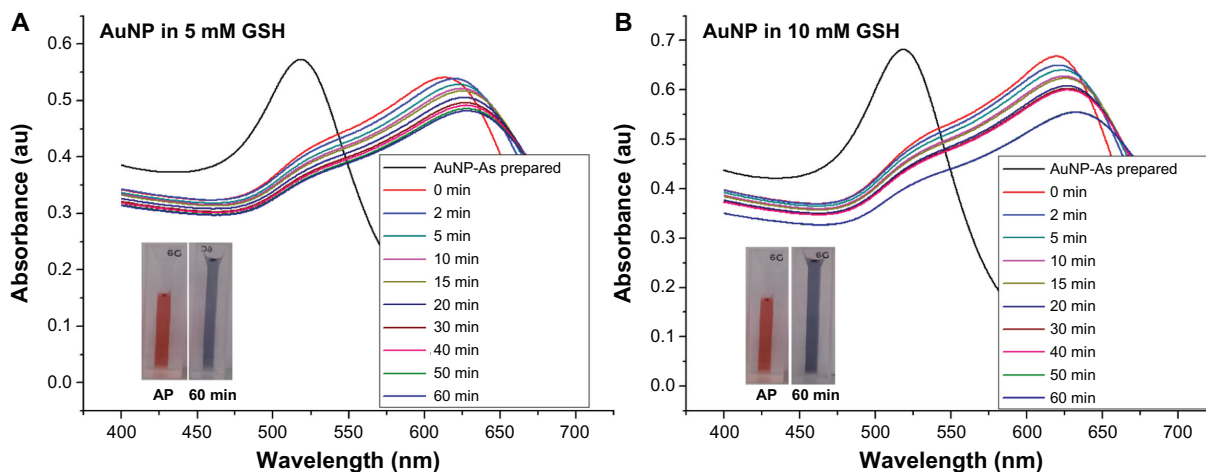 A
AuNP in 5 mM GSH
Absorbance (au)
0.6
0.5
0.4
0.3
0.2
0.1
0.0
AuNP-As prepared
0 min
2 min
5 min
10 min
15 min
20 min
30 min
40 min
50 min
60 min
AP 60 min
400 450 500 550 600 650 700
Wavelength (nm)
B
AuNP in 10 mM GSH
Absorbance (au)
0.7
0.6
0.5
0.4
0.3
0.2
0.1
0.0
AuNP-As prepared
0 min
2 min
5 min
10 min
15 min
20 min
30 min
40 min
50 min
60 min
AP 60 min
400 450 500 550 600 650 700
Wavelength (nm)